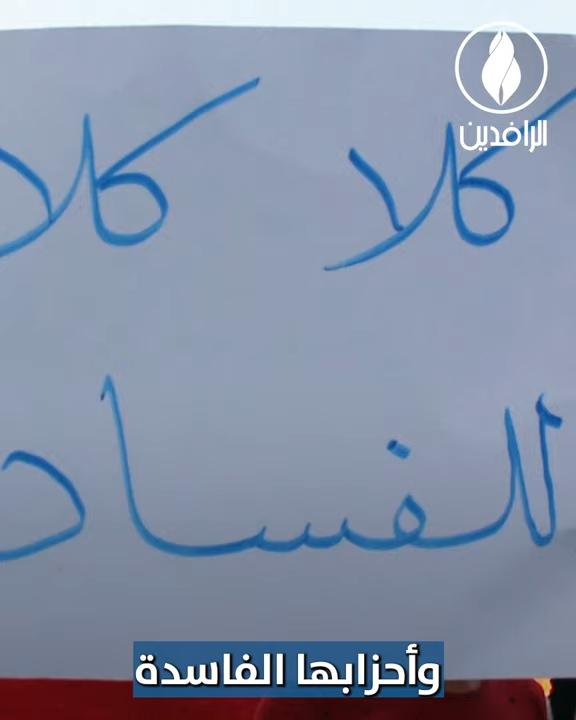 الرافدين
كلا كلا
للفساد
وأحزابها الفاسدة